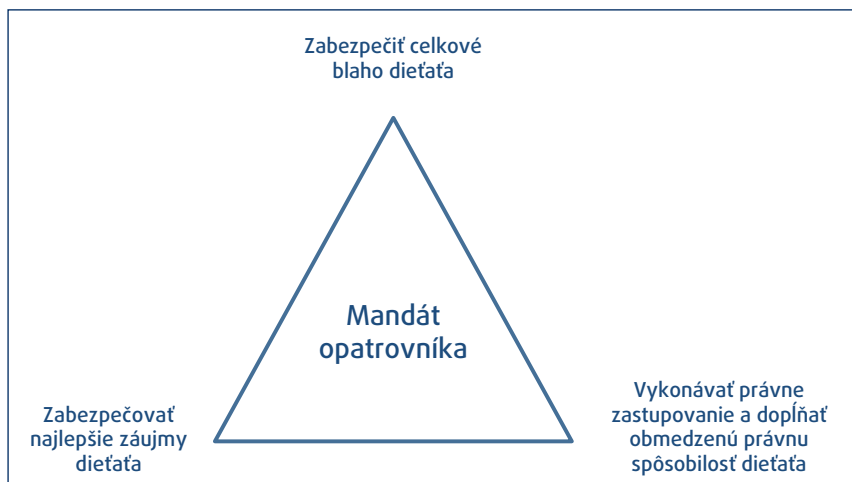 Zabezpečiť celkové
blaho dieťaťa
Mandát
opatrovníka
Zabezpečovať
najlepšie záujmy
dieťaťa
Vykonávať právne
zastupovanie a dopĺňať
obmedzenú právnu
spôsobilosť dieťaťa